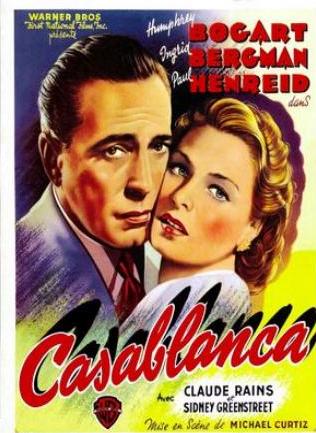 WARNER BROS
First National Films, Inc.
présente
Humphrey BOGART
Ingrid BERGMAN
Paul HENREID
dans
Casablanca
Avec CLAUDE RAINS
et
SIDNEY GREENSTREET
Mise en Scène de MICHAEL CURTIZ